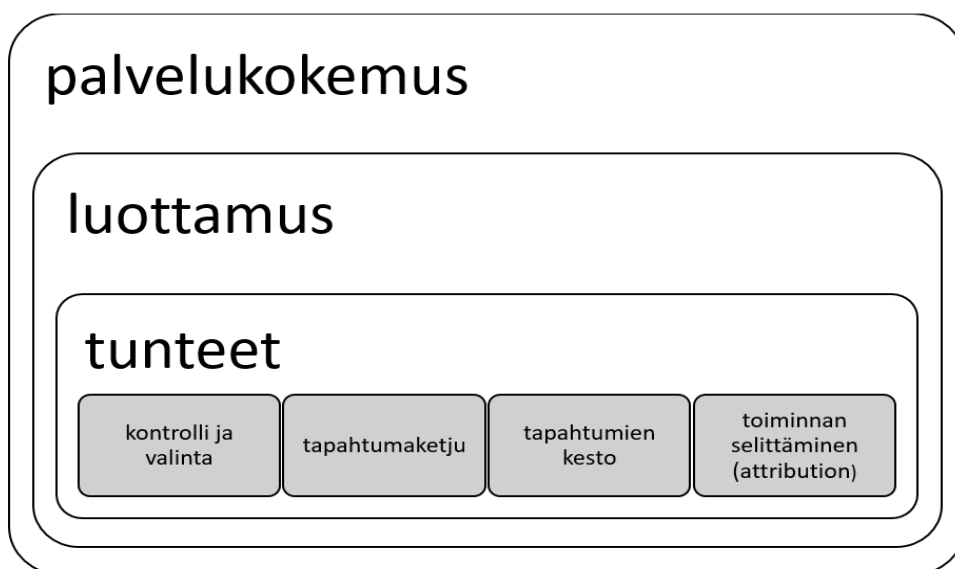 palvelukokemus
luottamus
tunteet
kontrolli ja
valinta
tapahtumaketju
tapahtumien
kesto
toiminnan
selittäminen
(attribution)